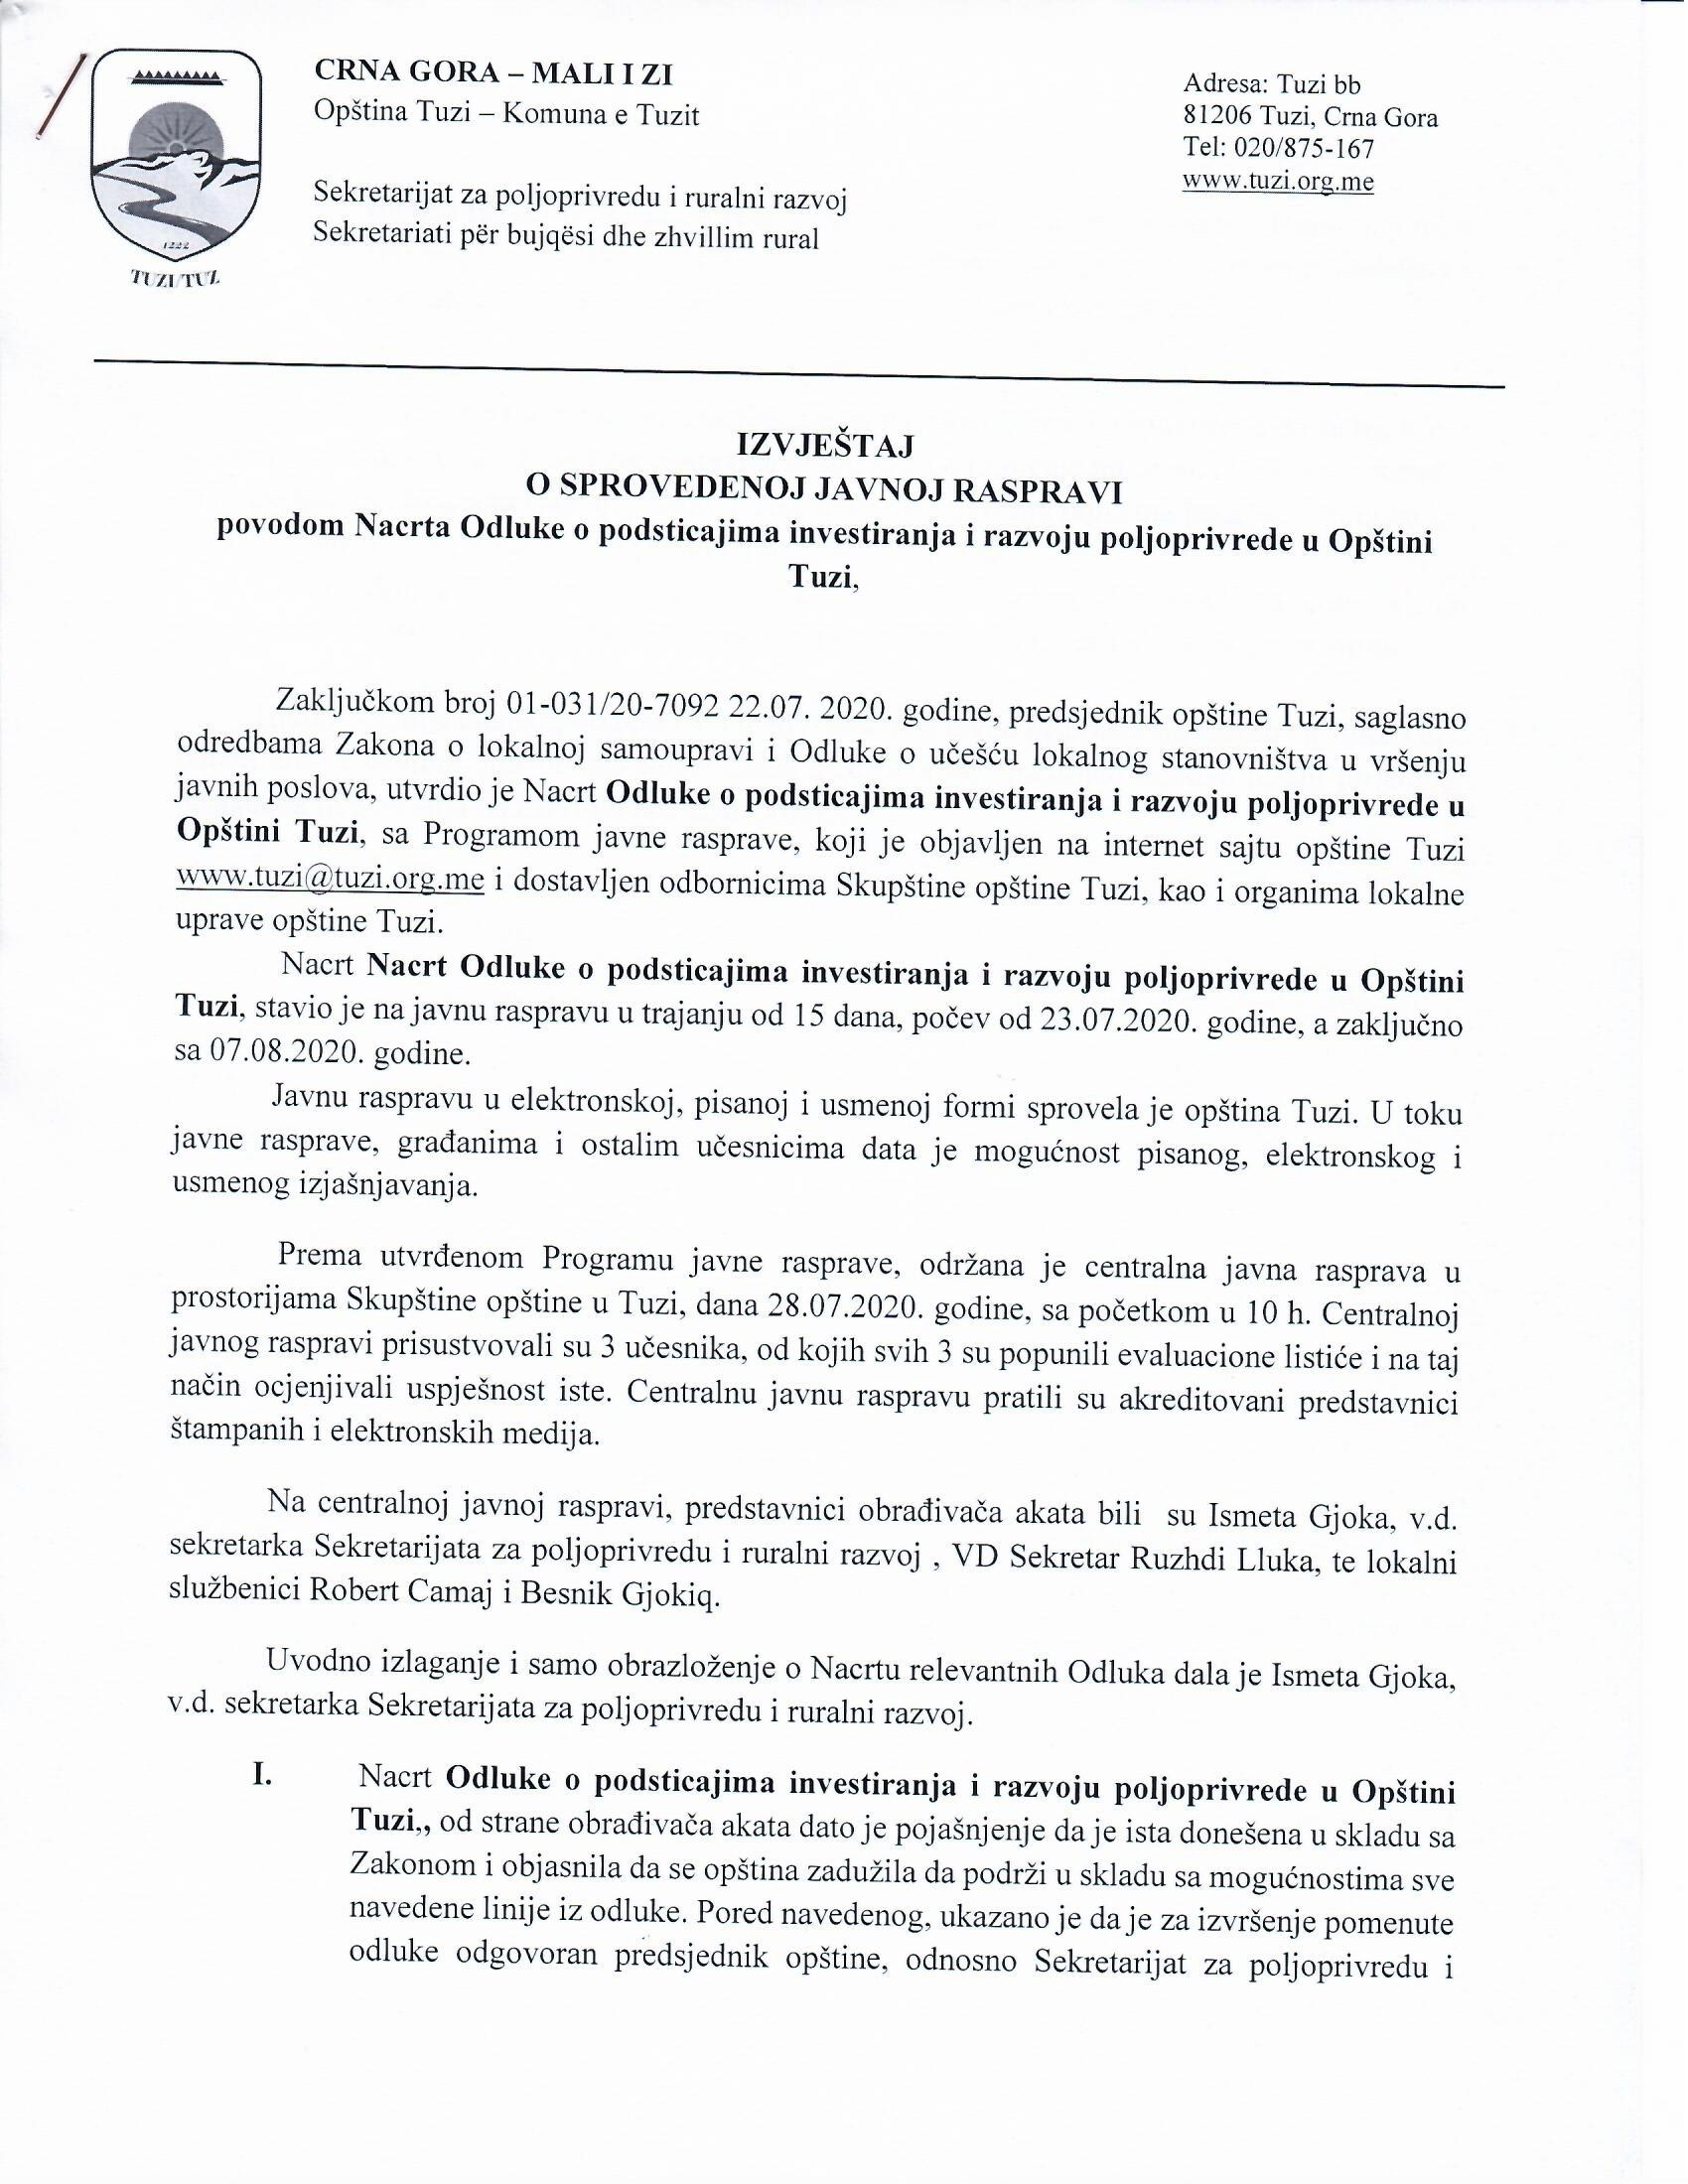 CRNA GORA – MALI I ZI
Opština Tuzi – Komuna e Tuzit
Sekretarijat za poljoprivredu i ruralni razvoj
Sekretariati për bujqësi dhe zhvillim rural
Adresa: Tuzi bb
81206 Tuzi, Crna Gora
Tel: 020/875-167
www.tuzi.org.me
1222
TUZI/TUZ
IZVJEŠTAJ
O SPROVEDENOJ JAVNOJ RASPRAVI
povodom Nacrta Odluke o podsticajima investiranja i razvoju poljoprivrede u Opštini
Tuzi,
Zaključkom broj 01-031/20-7092 22.07. 2020. godine, predsjednik opštine Tuzi, saglasno
odredbama Zakona o lokalnoj samoupravi i Odluke o učešću lokalnog stanovništva u vršenju
javnih poslova, utvrdio je Nacrt Odluke o podsticajima investiranja i razvoju poljoprivrede u
Opštini Tuzi, sa Programom javne rasprave, koji je objavljen na internet sajtu opštine Tuzi
www.tuzi@tuzi.org.me i dostavljen odbornicima Skupštine opštine Tuzi, kao i organima lokalne
uprave opštine Tuzi.
Nacrt Nacrt Odluke o podsticajima investiranja i razvoju poljoprivrede u Opštini
Tuzi, stavio je na javnu raspravu u trajanju od 15 dana, počev od 23.07.2020. godine, a zaključno
sa 07.08.2020. godine.
Javnu raspravu u elektronskoj, pisanoj i usmenoj formi sprovela je opština Tuzi. U toku
javne rasprave, građanima i ostalim učesnicima data je mogućnost pisanog, elektronskog i
usmenog izjašnjavanja.
Prema utvrđenom Programu javne rasprave, održana je centralna javna rasprava u
prostorijama Skupštine opštine u Tuzi, dana 28.07.2020. godine, sa početkom u 10 h. Centralnoj
javnog raspravi prisustvovali su 3 učesnika, od kojih svih 3 su popunili evaluacione listiće i na taj
način ocjenjivali uspješnost iste. Centralnu javnu raspravu pratili su akreditovani predstavnici
štampanih i elektronskih medija.
Na centralnoj javnoj raspravi, predstavnici obrađivača akata bili su Ismeta Gjoka, v.d.
sekretarka Sekretarijata za poljoprivredu i ruralni razvoj , VD Sekretar Ruzhdi Lluka, te lokalni
službenici Robert Camaj i Besnik Gjokiq.
Uvodno izlaganje i samo obrazloženje o Nacrtu relevantnih Odluka dala je Ismeta Gjoka,
v.d. sekretarka Sekretarijata za poljoprivredu i ruralni razvoj.
I. Nacrt Odluke o podsticajima investiranja i razvoju poljoprivrede u Opštini
Tuzi,, od strane obrađivača akata dato je pojašnjenje da je ista donešena u skladu sa
Zakonom i objasnila da se opština zadužila da podrži u skladu sa mogućnostima sve
navedene linije iz odluke. Pored navedenog, ukazano je da je za izvršenje pomenute
odluke odgovoran predsjednik opštine, odnosno Sekretarijat za poljoprivredu i